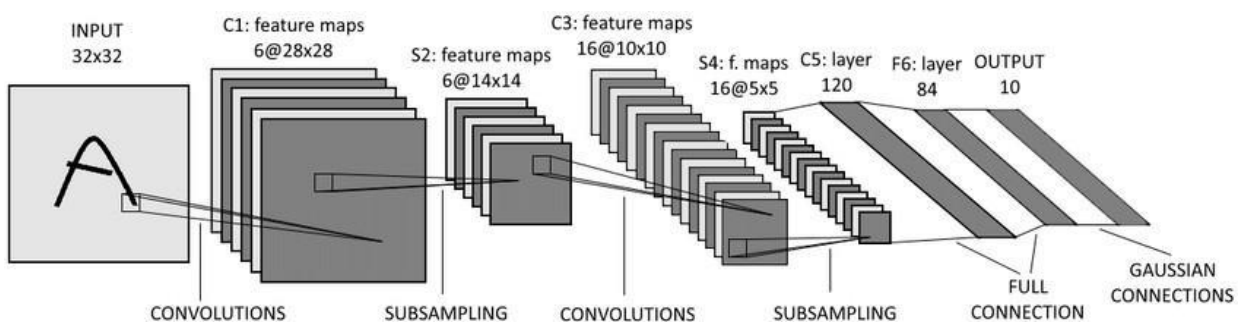 INPUT
32x32
C1: feature maps
6@28x28
S2: feature maps
6@14x14
C3: feature maps
16@10x10
S4: f. maps
16@5x5
C5: layer
120
F6: layer
84
OUTPUT
10
A
CONVOLUTIONS
SUBSAMPLING
CONVOLUTIONS
SUBSAMPLING
FULL
CONNECTION
GAUSSIAN
CONNECTIONS